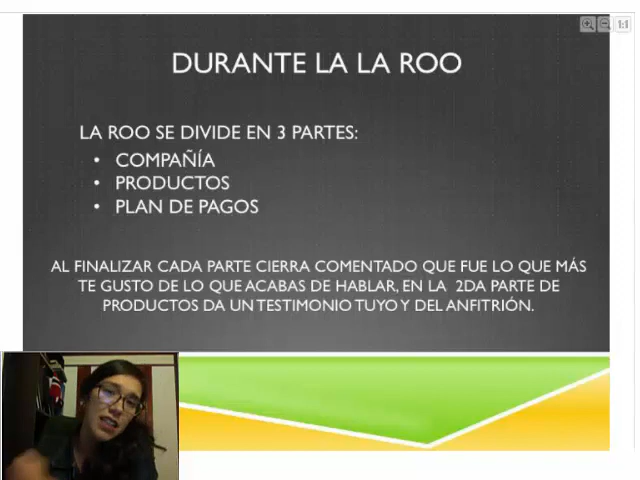 DURANTE LA LA ROO
LA ROO SE DIVIDE EN 3 PARTES:
• COMPAÑÍA
• PRODUCTOS
• PLAN DE PAGOS
AL FINALIZAR CADA PARTE CIERRA COMENTADO QUE FUE LO QUE MÁS
TE GUSTO DE LO QUE ACABAS DE HABLAR, EN LA 2DA PARTE DE
PRODUCTOS DA UN TESTIMONIO TUYO Y DEL ANFITRIÓN.
1:1